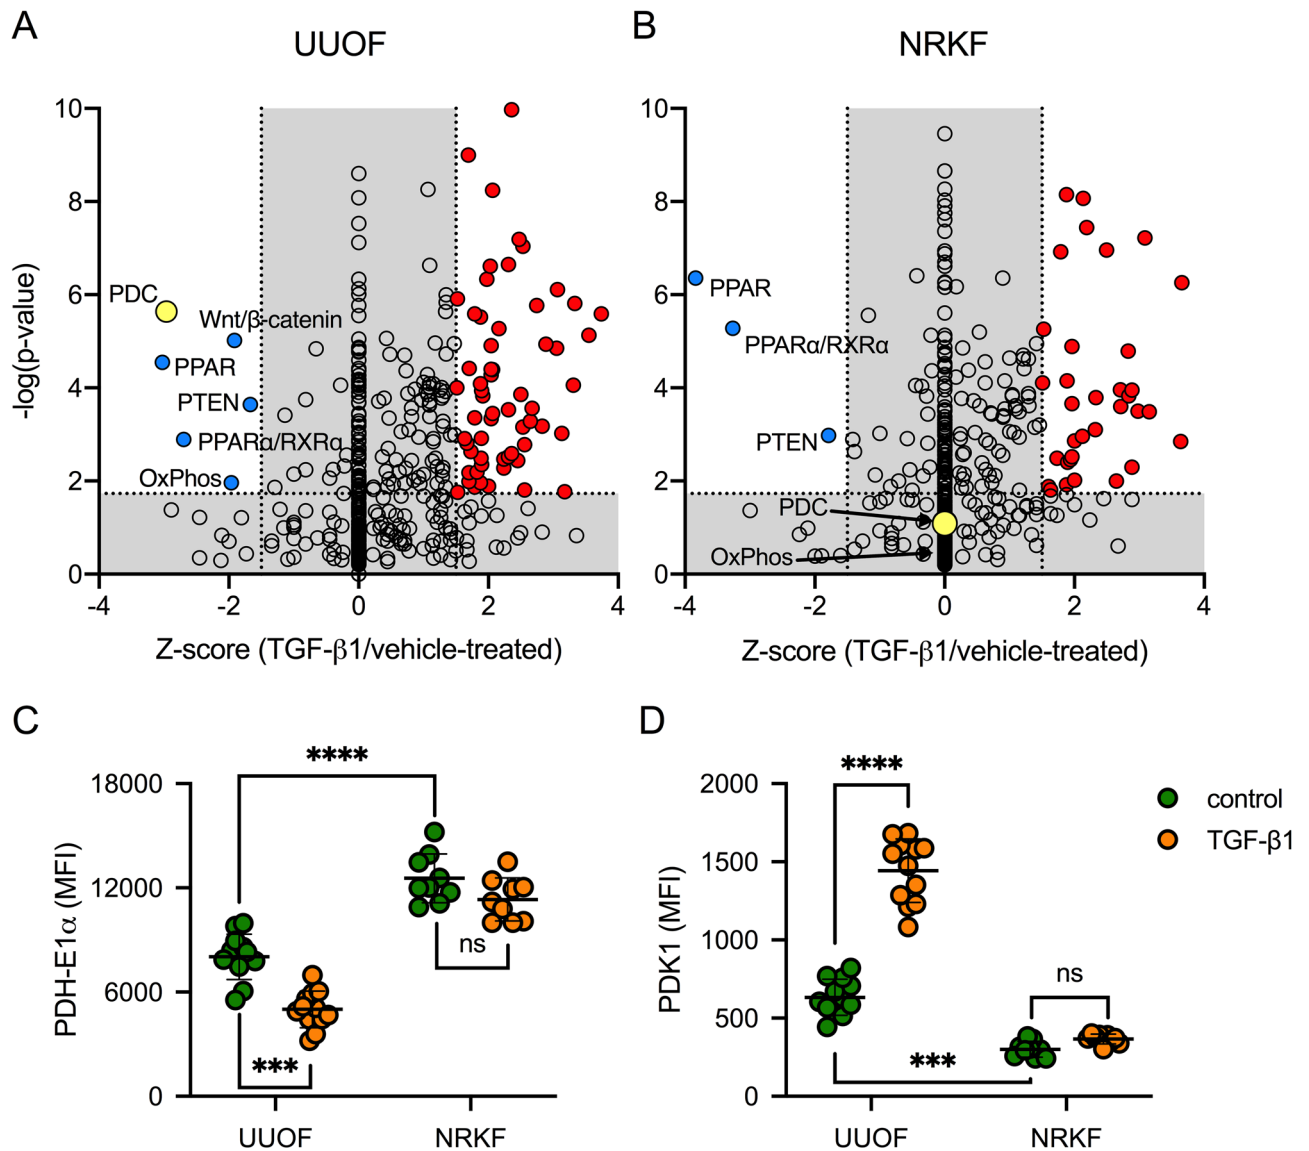 A
UUOF
-log(p-value)
10
8
6
4
2
0
PDC
Wnt/β-catenin
PPAR
PTEN
PPARα/RXRα
OxPhos
-4
-2
0
2
4
Z-score (TGF-β1/vehicle-treated)
B
NRKF
10
8
6
4
2
0
PPAR
PPARα/RXRα
PTEN
PDC
OxPhos
-4
-2
0
2
4
Z-score (TGF-β1/vehicle-treated)
C
PDH-E1α (MFI)
18000
12000
6000
0
****
ns
***
UUOF
NRKF
D
PDK1 (MFI)
2000
1500
1000
500
0
****
ns
***
UUOF
NRKF
control
TGF-β1